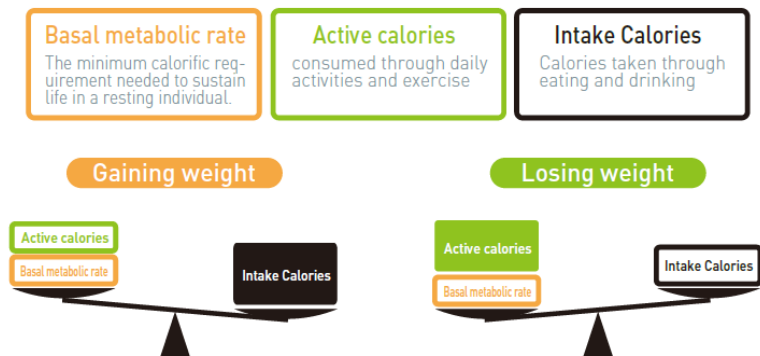 Basal metabolic rate
The minimum calorific req-
uirement needed to sustain
life in a resting individual.
Active calories
consumed through daily
activities and exercise
Intake Calories
Calories taken through
eating and drinking
Gaining weight
Losing weight
Active calories
Basal metabolic rate
Intake Calories
Active calories
Basal metabolic rate
Intake Calories